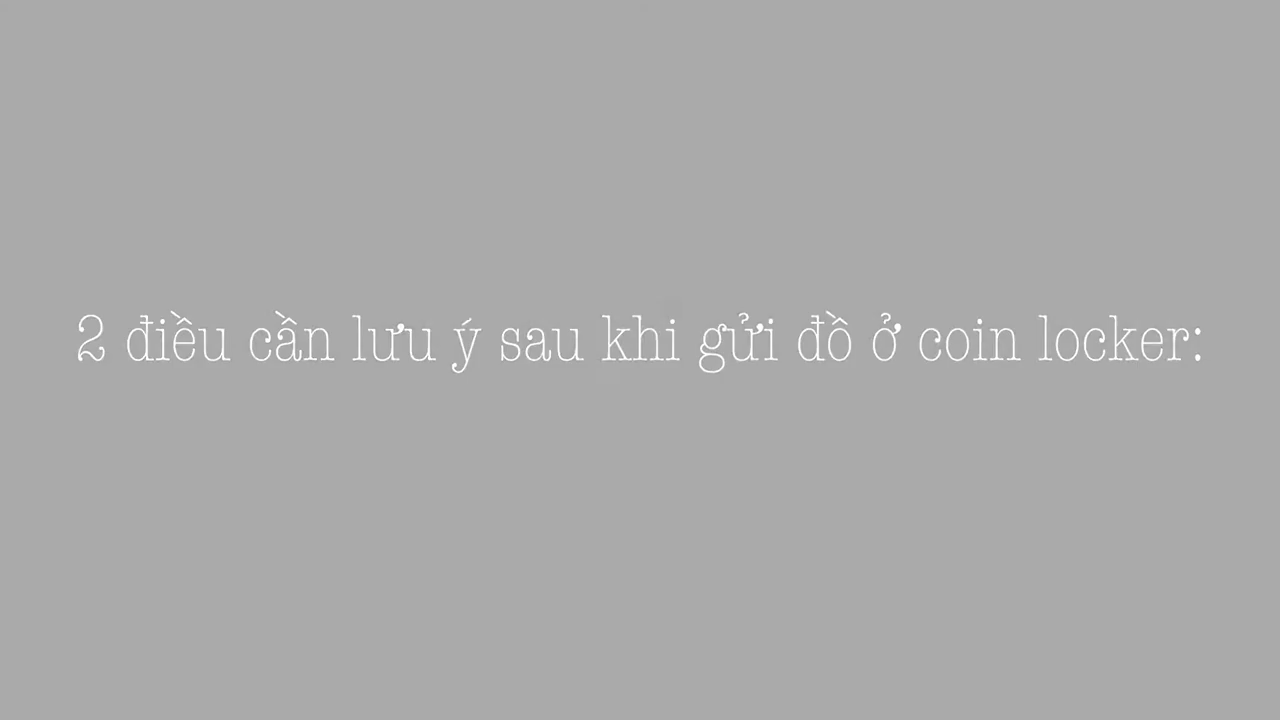 2 điều cần lưu ý sau khi gửi đồ ở coin locker: